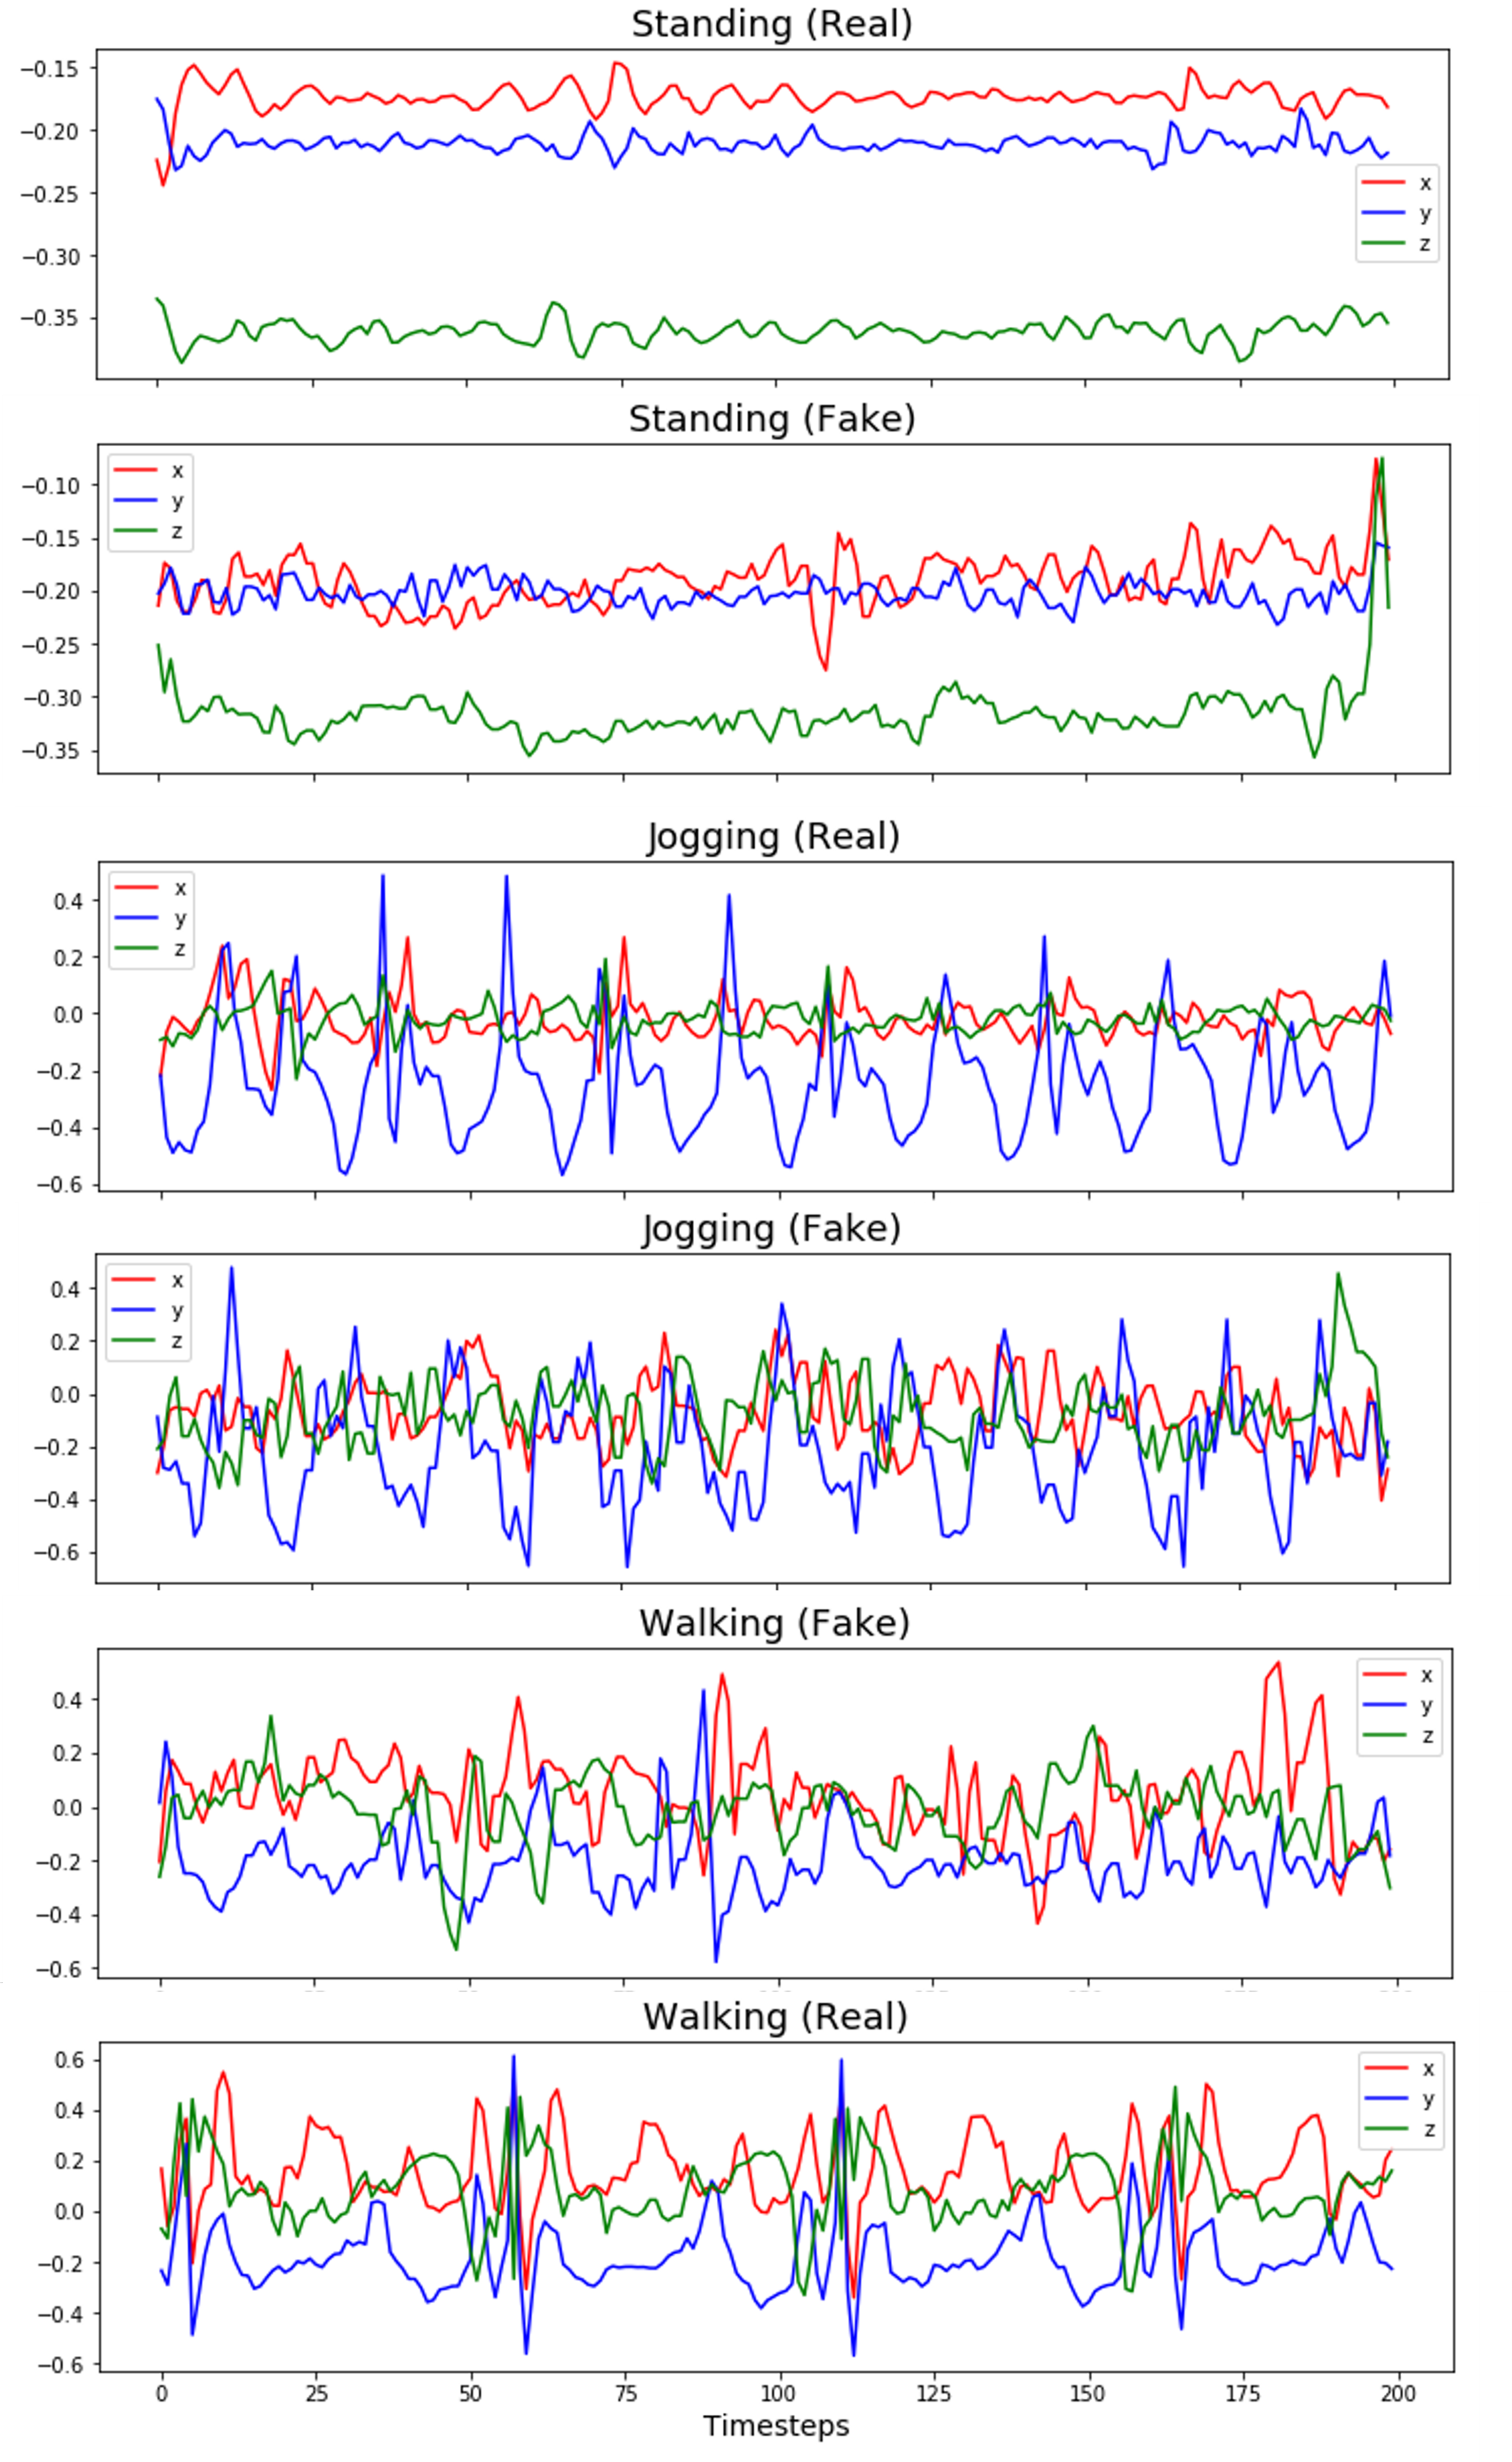 Standing (Real)
−0.15
−0.20
−0.25
−0.30
−0.35
x
y
z
Standing (Fake)
−0.10
−0.15
−0.20
−0.25
−0.30
−0.35
x
y
z
Jogging (Real)
0.4
0.2
0.0
−0.2
−0.4
−0.6
x
y
z
Jogging (Fake)
0.4
0.2
0.0
−0.2
−0.4
−0.6
x
y
z
Walking (Fake)
0.4
0.2
0.0
−0.2
−0.4
−0.6
x
y
z
Walking (Real)
0.6
0.4
0.2
0.0
−0.2
−0.4
−0.6
x
y
z
0 25 50 75 100 125 150 175 200
Timesteps